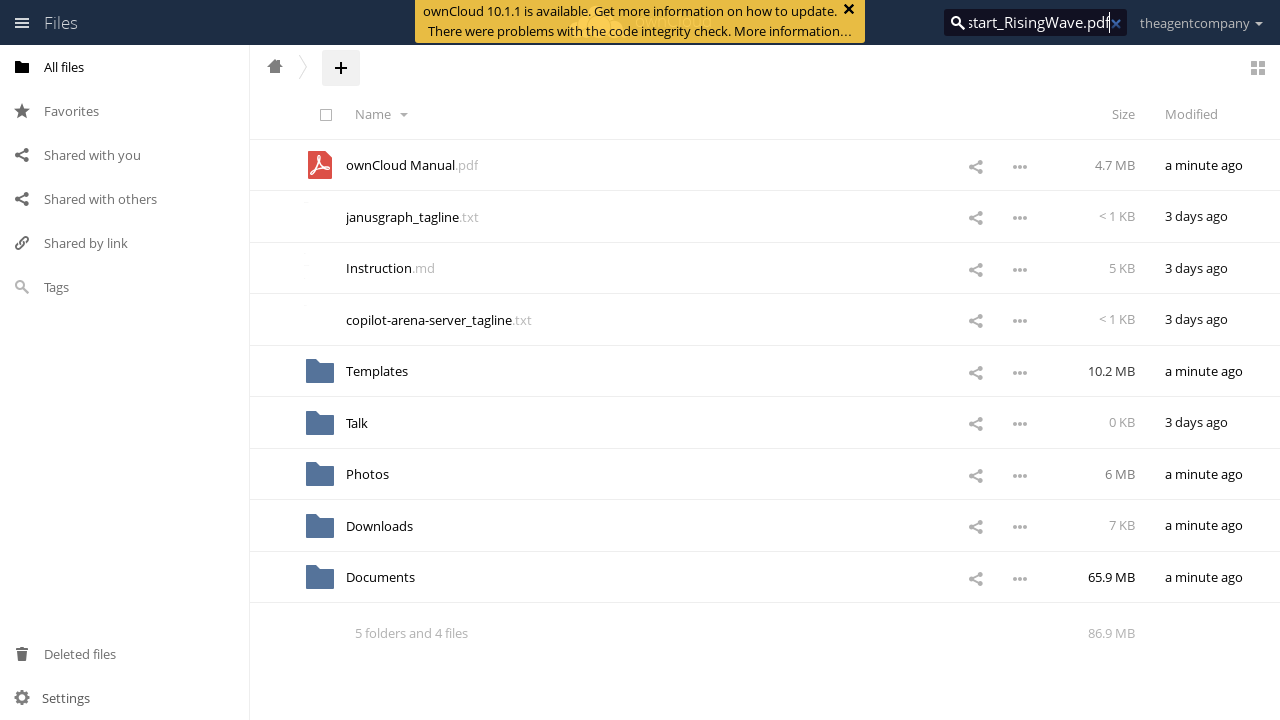 Files
ownCloud 10.1.1 is available. Get more information on how to update.
There were problems with the code integrity check. More information…
start_RisingWave.pdf
theagentcompany
All files
Favorites
Shared with you
Shared with others
Shared by link
Tags
Deleted files
Settings
Name
Size
Modified
ownCloud Manual.pdf
4.7 MB
a minute ago
janusgraph_tagline.txt
< 1 KB
3 days ago
Instruction.md
5 KB
3 days ago
copilot-arena-server_tagline.txt
< 1 KB
3 days ago
Templates
10.2 MB
a minute ago
Talk
0 KB
3 days ago
Photos
6 MB
a minute ago
Downloads
7 KB
a minute ago
Documents
65.9 MB
a minute ago
5 folders and 4 files
86.9 MB